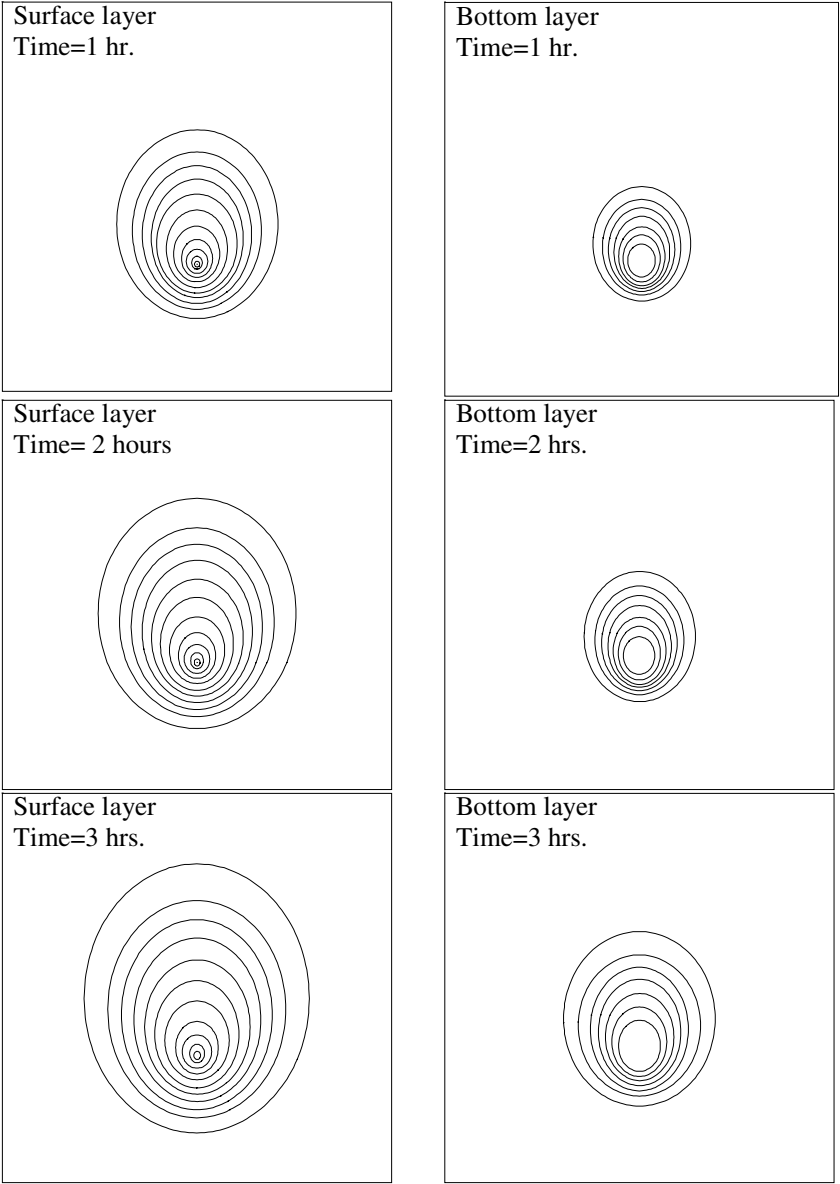 Surface layer
Time=1 hr.
Bottom layer
Time=1 hr.
Surface layer
Time= 2 hours
Bottom layer
Time=2 hrs.
Surface layer
Time=3 hrs.
Bottom layer
Time=3 hrs.